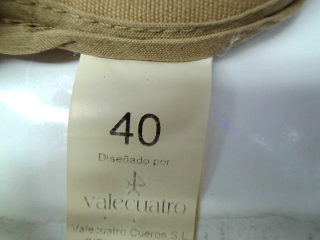 40
Diseñado por
valecuatro
Valecuatro Cueros S.L.